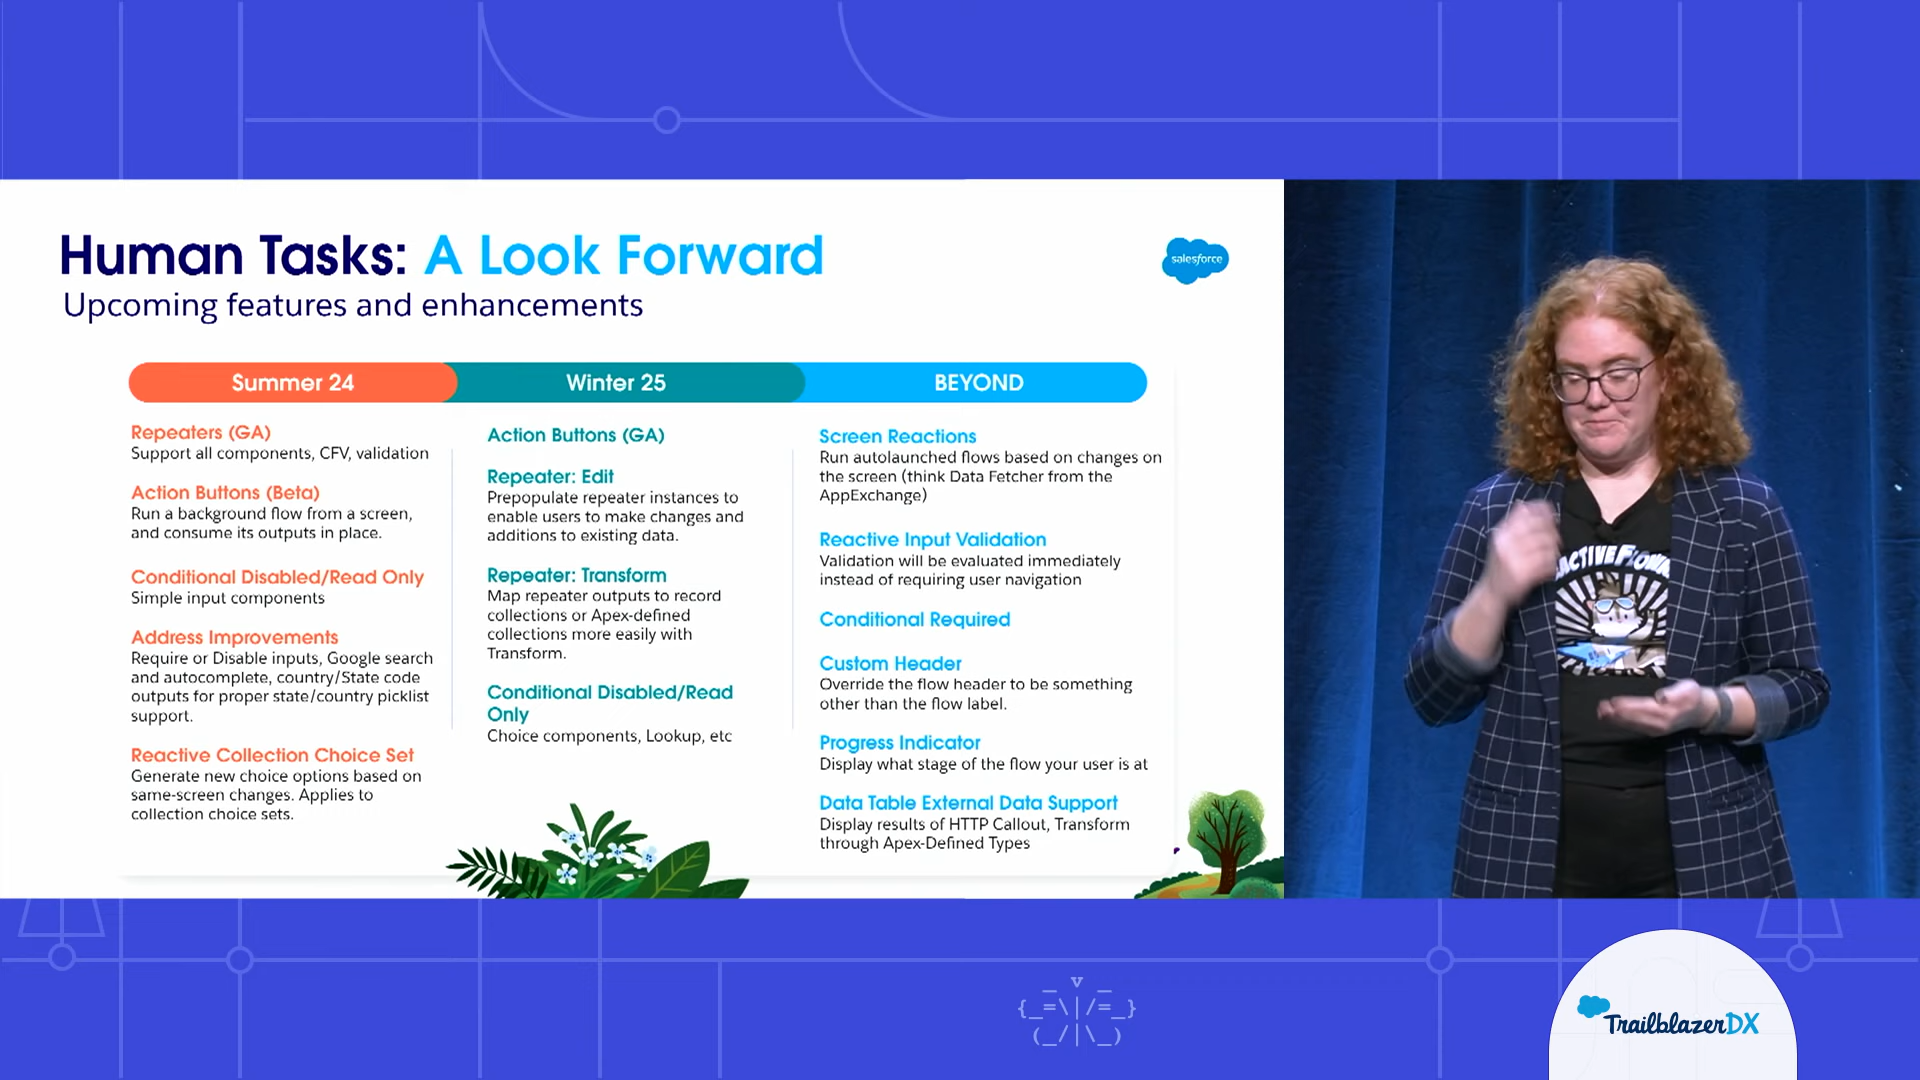 Human Tasks: A Look Forward
Upcoming features and enhancements
salesforce
Summer 24
Repeaters (GA)
Support all components, CFV, validation
Action Buttons (Beta)
Run a background flow from a screen,
and consume its outputs in place.
Conditional Disabled/Read Only
Simple input components
Address Improvements
Require or Disable inputs, Google search
and autocomplete, country/State code
outputs for proper state/country picklist
support.
Reactive Collection Choice Set
Generate new choice options based on
same-screen changes. Applies to
collection choice sets.
Winter 25
Action Buttons (GA)
Repeater: Edit
Prepopulate repeater instances to
enable users to make changes and
additions to existing data.
Repeater: Transform
Map repeater outputs to record
collections or Apex-defined
collections more easily with
Transform.
Conditional Disabled/Read
Only
Choice components, Lookup, etc
BEYOND
Screen Reactions
Run autolaunched flows based on changes on
the screen (think Data Fetcher from the
AppExchange)
Reactive Input Validation
Validation will be evaluated immediately
instead of requiring user navigation
Conditional Required
Custom Header
Override the flow header to be something
other than the flow label.
Progress Indicator
Display what stage of the flow your user is at
Data Table External Data Support
Display results of HTTP Callout, Transform
through Apex-Defined Types
TrailblazerDX